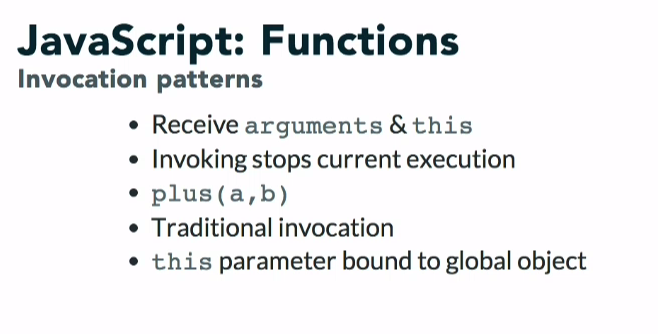 JavaScript: Functions
Invocation patterns
• Receive arguments & this
• Invoking stops current execution
• plus(a,b)
• Traditional invocation
• this parameter bound to global object